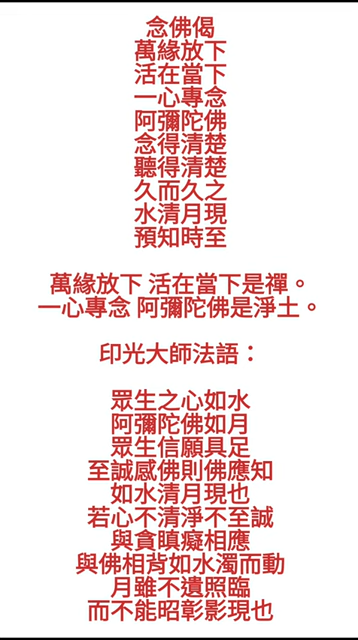 念佛偈
萬緣放下
活在當下
一心專念
阿彌陀佛
念得清楚
聽得清楚
久而久之
水清月現
預知時至
萬緣放下 活在當下是禪。
一心專念 阿彌陀佛是淨土。
印光大師法語：
眾生之心如水
阿彌陀佛如月
眾生信願具足
至誠感佛則佛應知
如水清月現也
若心不清淨不至誠
與貪瞋癡相應
與佛相背如水濁而動
月雖不遺照臨
而不能昭彰影現也